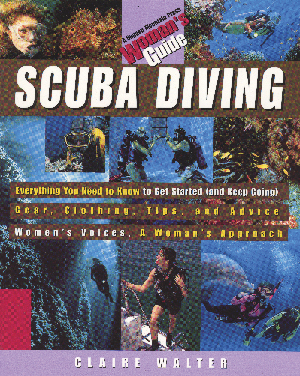 A Ragged Mountain Press
Woman's
Guide
SCUBA DIVING
Everything You Need to Know to Get Started (and Keep Going)
Gear, Clothing, Tips, and Advice
Women's Voices, A Woman's Approach
CLAIRE WALTER